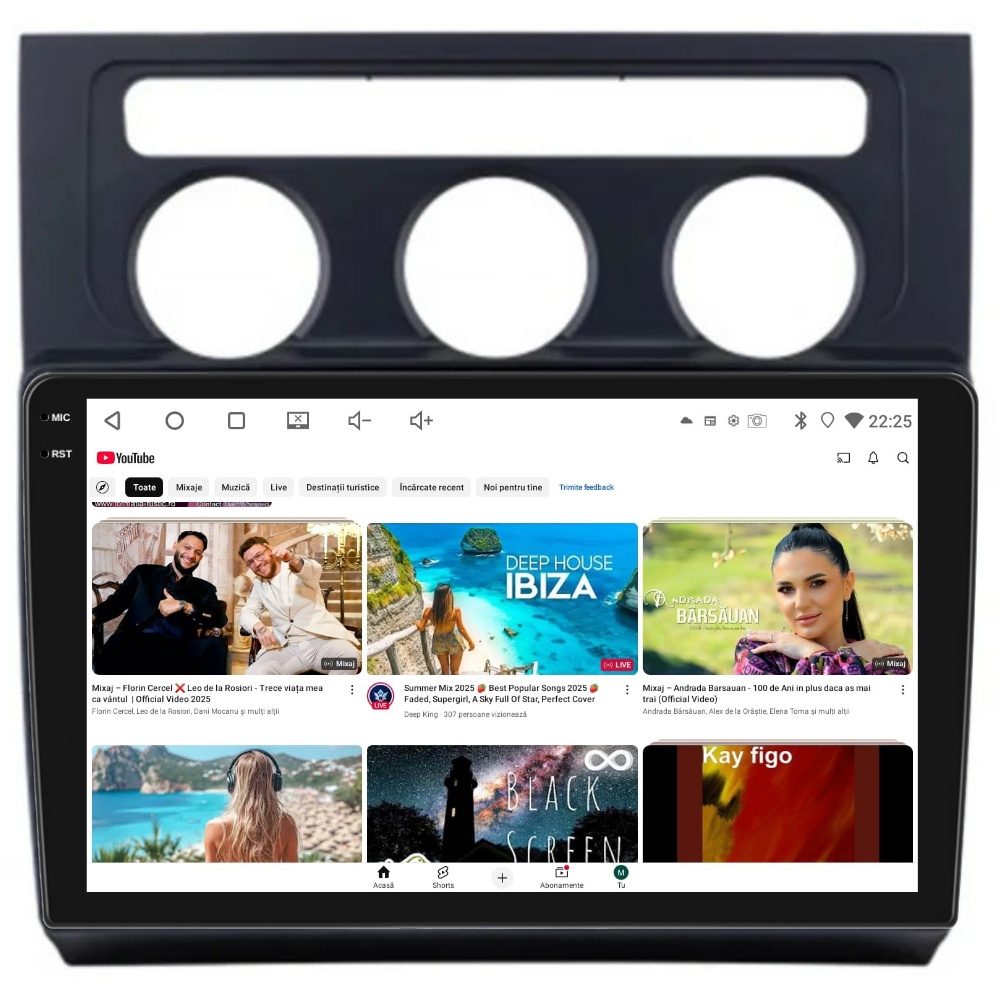 MIC
RST
22:25
YouTube
Toate
Mixaje
Muzică
Live
Destinații turistice
Încărcate recent
Noi pentru tine
Trimite feedback
DEEP HOUSE
IBIZA
ANDRADA
BÂRSĂUAN
Mixaj
LIVE
Mixaj
Mixaj – Florin Cercel ❌ Leo de la Rosiori - Trece viața mea
ca vântul | Official Video 2025
Florin Cercel, Leo de la Rosiori, Dani Mocanu și mulți alții
LIVE
Summer Mix 2025 🍓 Best Popular Songs 2025 🍓
Faded, Supergirl, A Sky Full Of Star, Perfect Cover
Deep King · 307 persoane vizionează
Mixaj – Andrada Barsauan - 100 de Ani in plus daca as mai
trai (Official Video)
Andrada Bârsăuan, Alex de la Orăștie, Elena Toma și mulți alții
BLACK
SCREEN
Kay figo
Acasă
Shorts
Abonamente
M
Tu